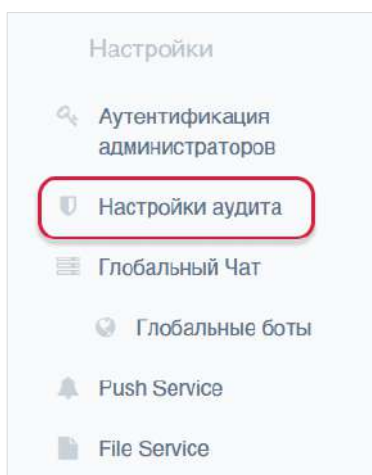 Настройки
Аутентификация
администраторов
Настройки аудита
Глобальный Чат
Глобальные боты
Push Service
File Service